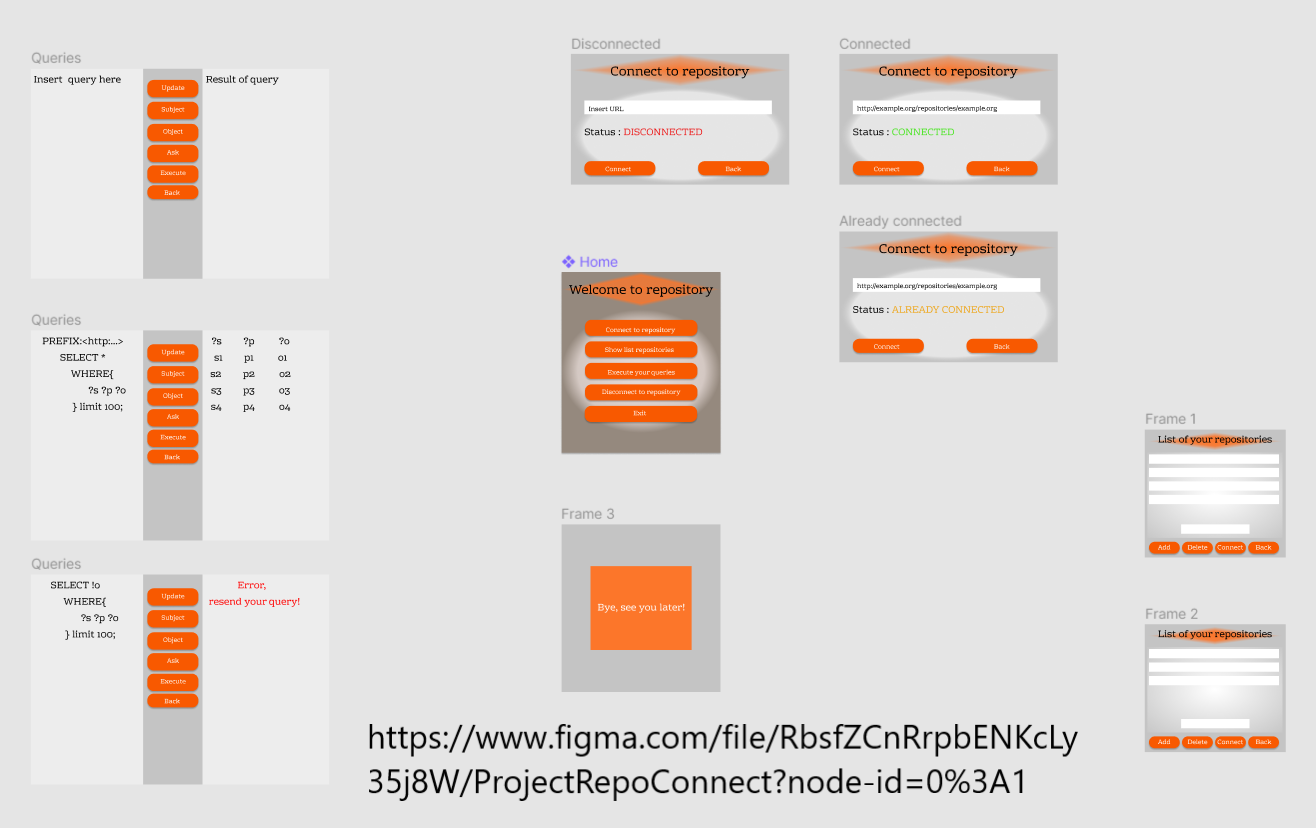 Queries
Insert  query here
Update
Subject
Object
Ask
Execute
Back
Result of query
Queries
PREFIX:<http:...>
SELECT *
WHERE{
?s ?p ?o
} limit 100;
Update
Subject
Object
Ask
Execute
Back
?s ?p ?o
s1 p1 o1
s2 p2 o2
s3 p3 o3
s4 p4 o4
Queries
SELECT !o
WHERE{
?s ?p ?o
} limit 100;
Update
Subject
Object
Ask
Execute
Back
Error,
resend your query!
Disconnected
Connect to repository
Insert URL
Status : DISCONNECTED
Connect Back
Connected
Connect to repository
http://example.org/repositories/example.org
Status : CONNECTED
Connect Back
Already connected
Connect to repository
http://example.org/repositories/example.org
Status : ALREADY CONNECTED
Connect Back
Home
Welcome to repository
Connect to repository
Show list repositories
Execute your queries
Disconnect to repository
Exit
Frame 3
Bye, see you later!
Frame 1
List of your repositories
Add Delete Connect Back
Frame 2
List of your repositories
Add Delete Connect Back
https://www.figma.com/file/RbsfZCnRrpbENKcLy
35j8W/ProjectRepoConnect?node-id=0%3A1